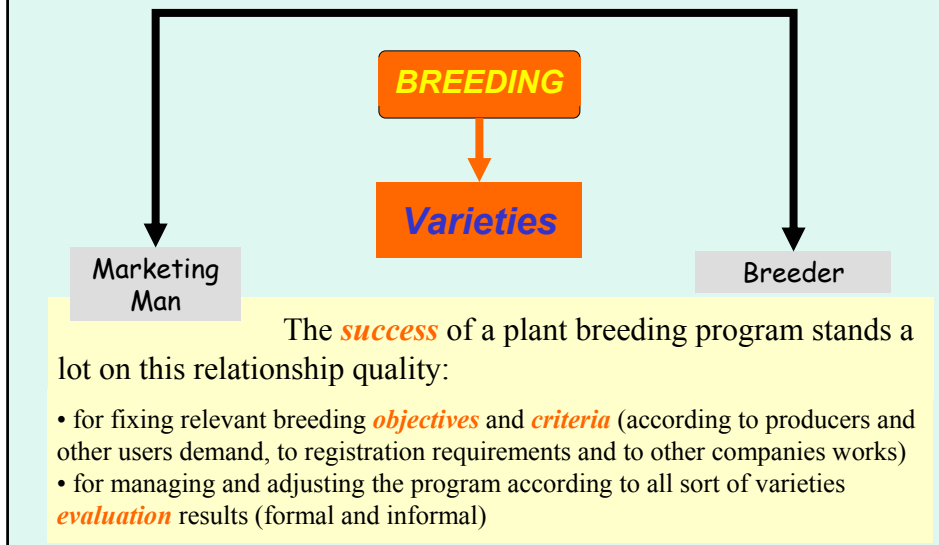 BREEDING
Varieties
Marketing
Man
Breeder
The success of a plant breeding program stands a
lot on this relationship quality:
• for fixing relevant breeding objectives and criteria (according to producers and
other users demand, to registration requirements and to other companies works)
• for managing and adjusting the program according to all sort of varieties
evaluation results (formal and informal)